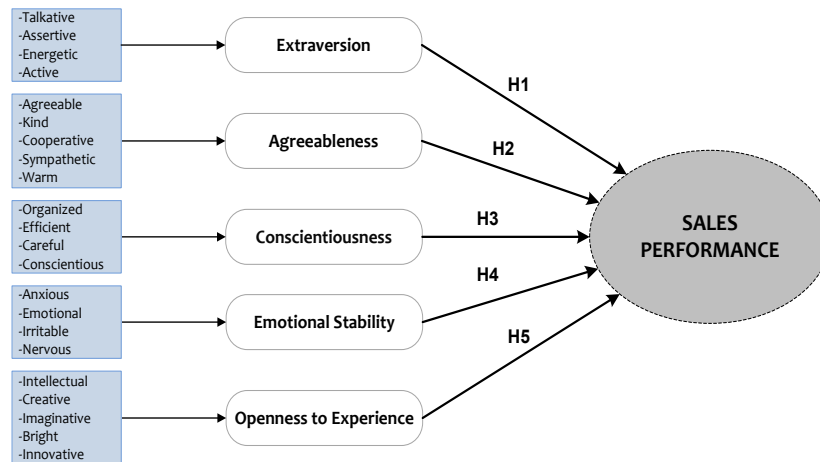 -Talkative
-Assertive
-Energetic
-Active
Extraversion
H1
-Agreeable
-Kind
-Cooperative
-Sympathetic
-Warm
Agreeableness
H2
-Organized
-Efficient
-Careful
-Conscientious
Conscientiousness
H3
SALES
PERFORMANCE
-Anxious
-Emotional
-Irritable
-Nervous
Emotional Stability
H4
-Intellectual
-Creative
-Imaginative
-Bright
-Innovative
Openness to Experience
H5